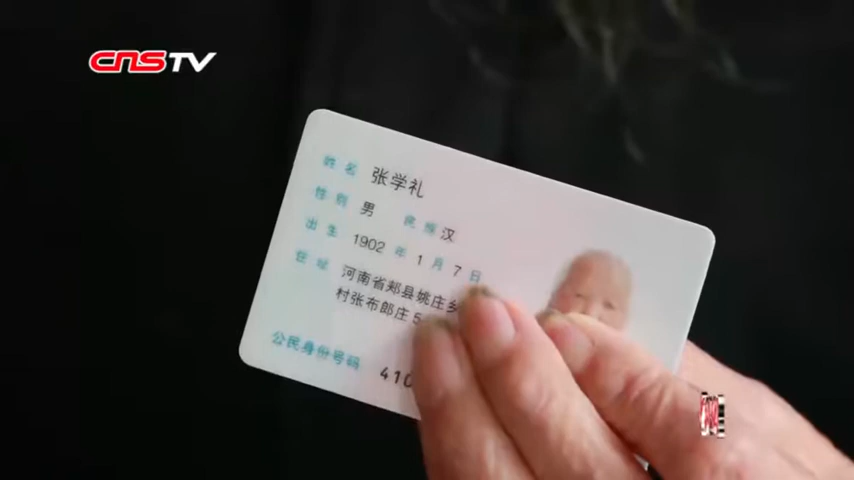 CNSTV
姓名 张学礼
性别 男 民族 汉
出生 1902 年 1 月 7 日
住址 河南省郏县姚庄乡
村张布郎庄 5
公民身份号码 410